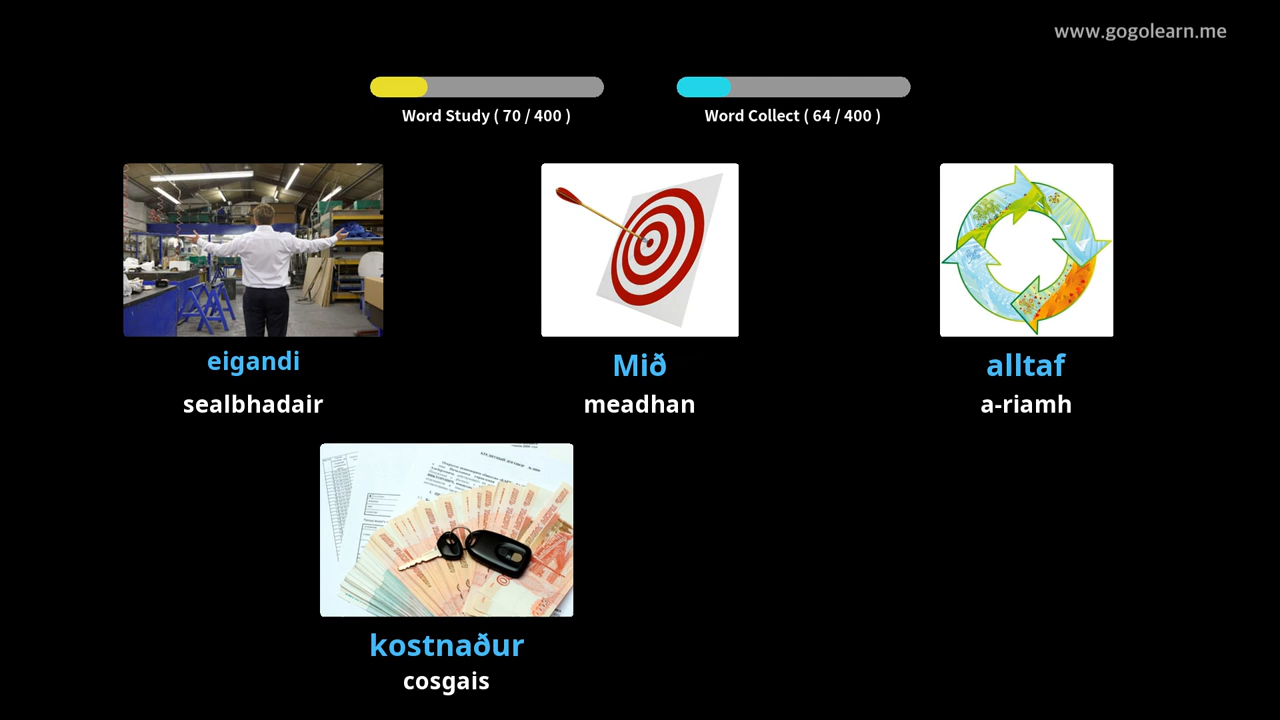 www.gogolearn.me
Word Study ( 70 / 400 )
Word Collect ( 64 / 400 )
eigandi
Mið
alltaf
sealbhadair
meadhan
a-riamh
kostnaður
cosgais